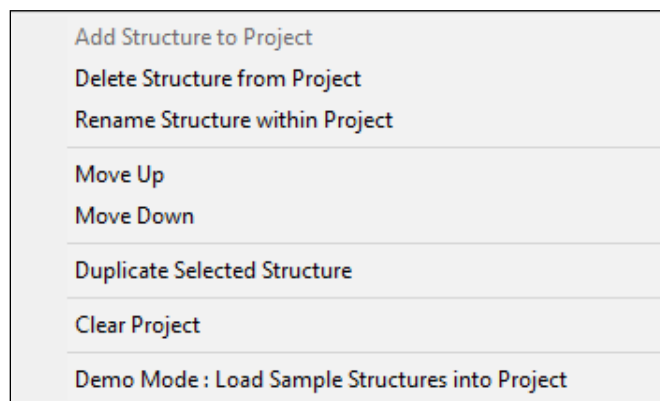 Add Structure to Project
Delete Structure from Project
Rename Structure within Project
Move Up
Move Down
Duplicate Selected Structure
Clear Project
Demo Mode : Load Sample Structures into Project